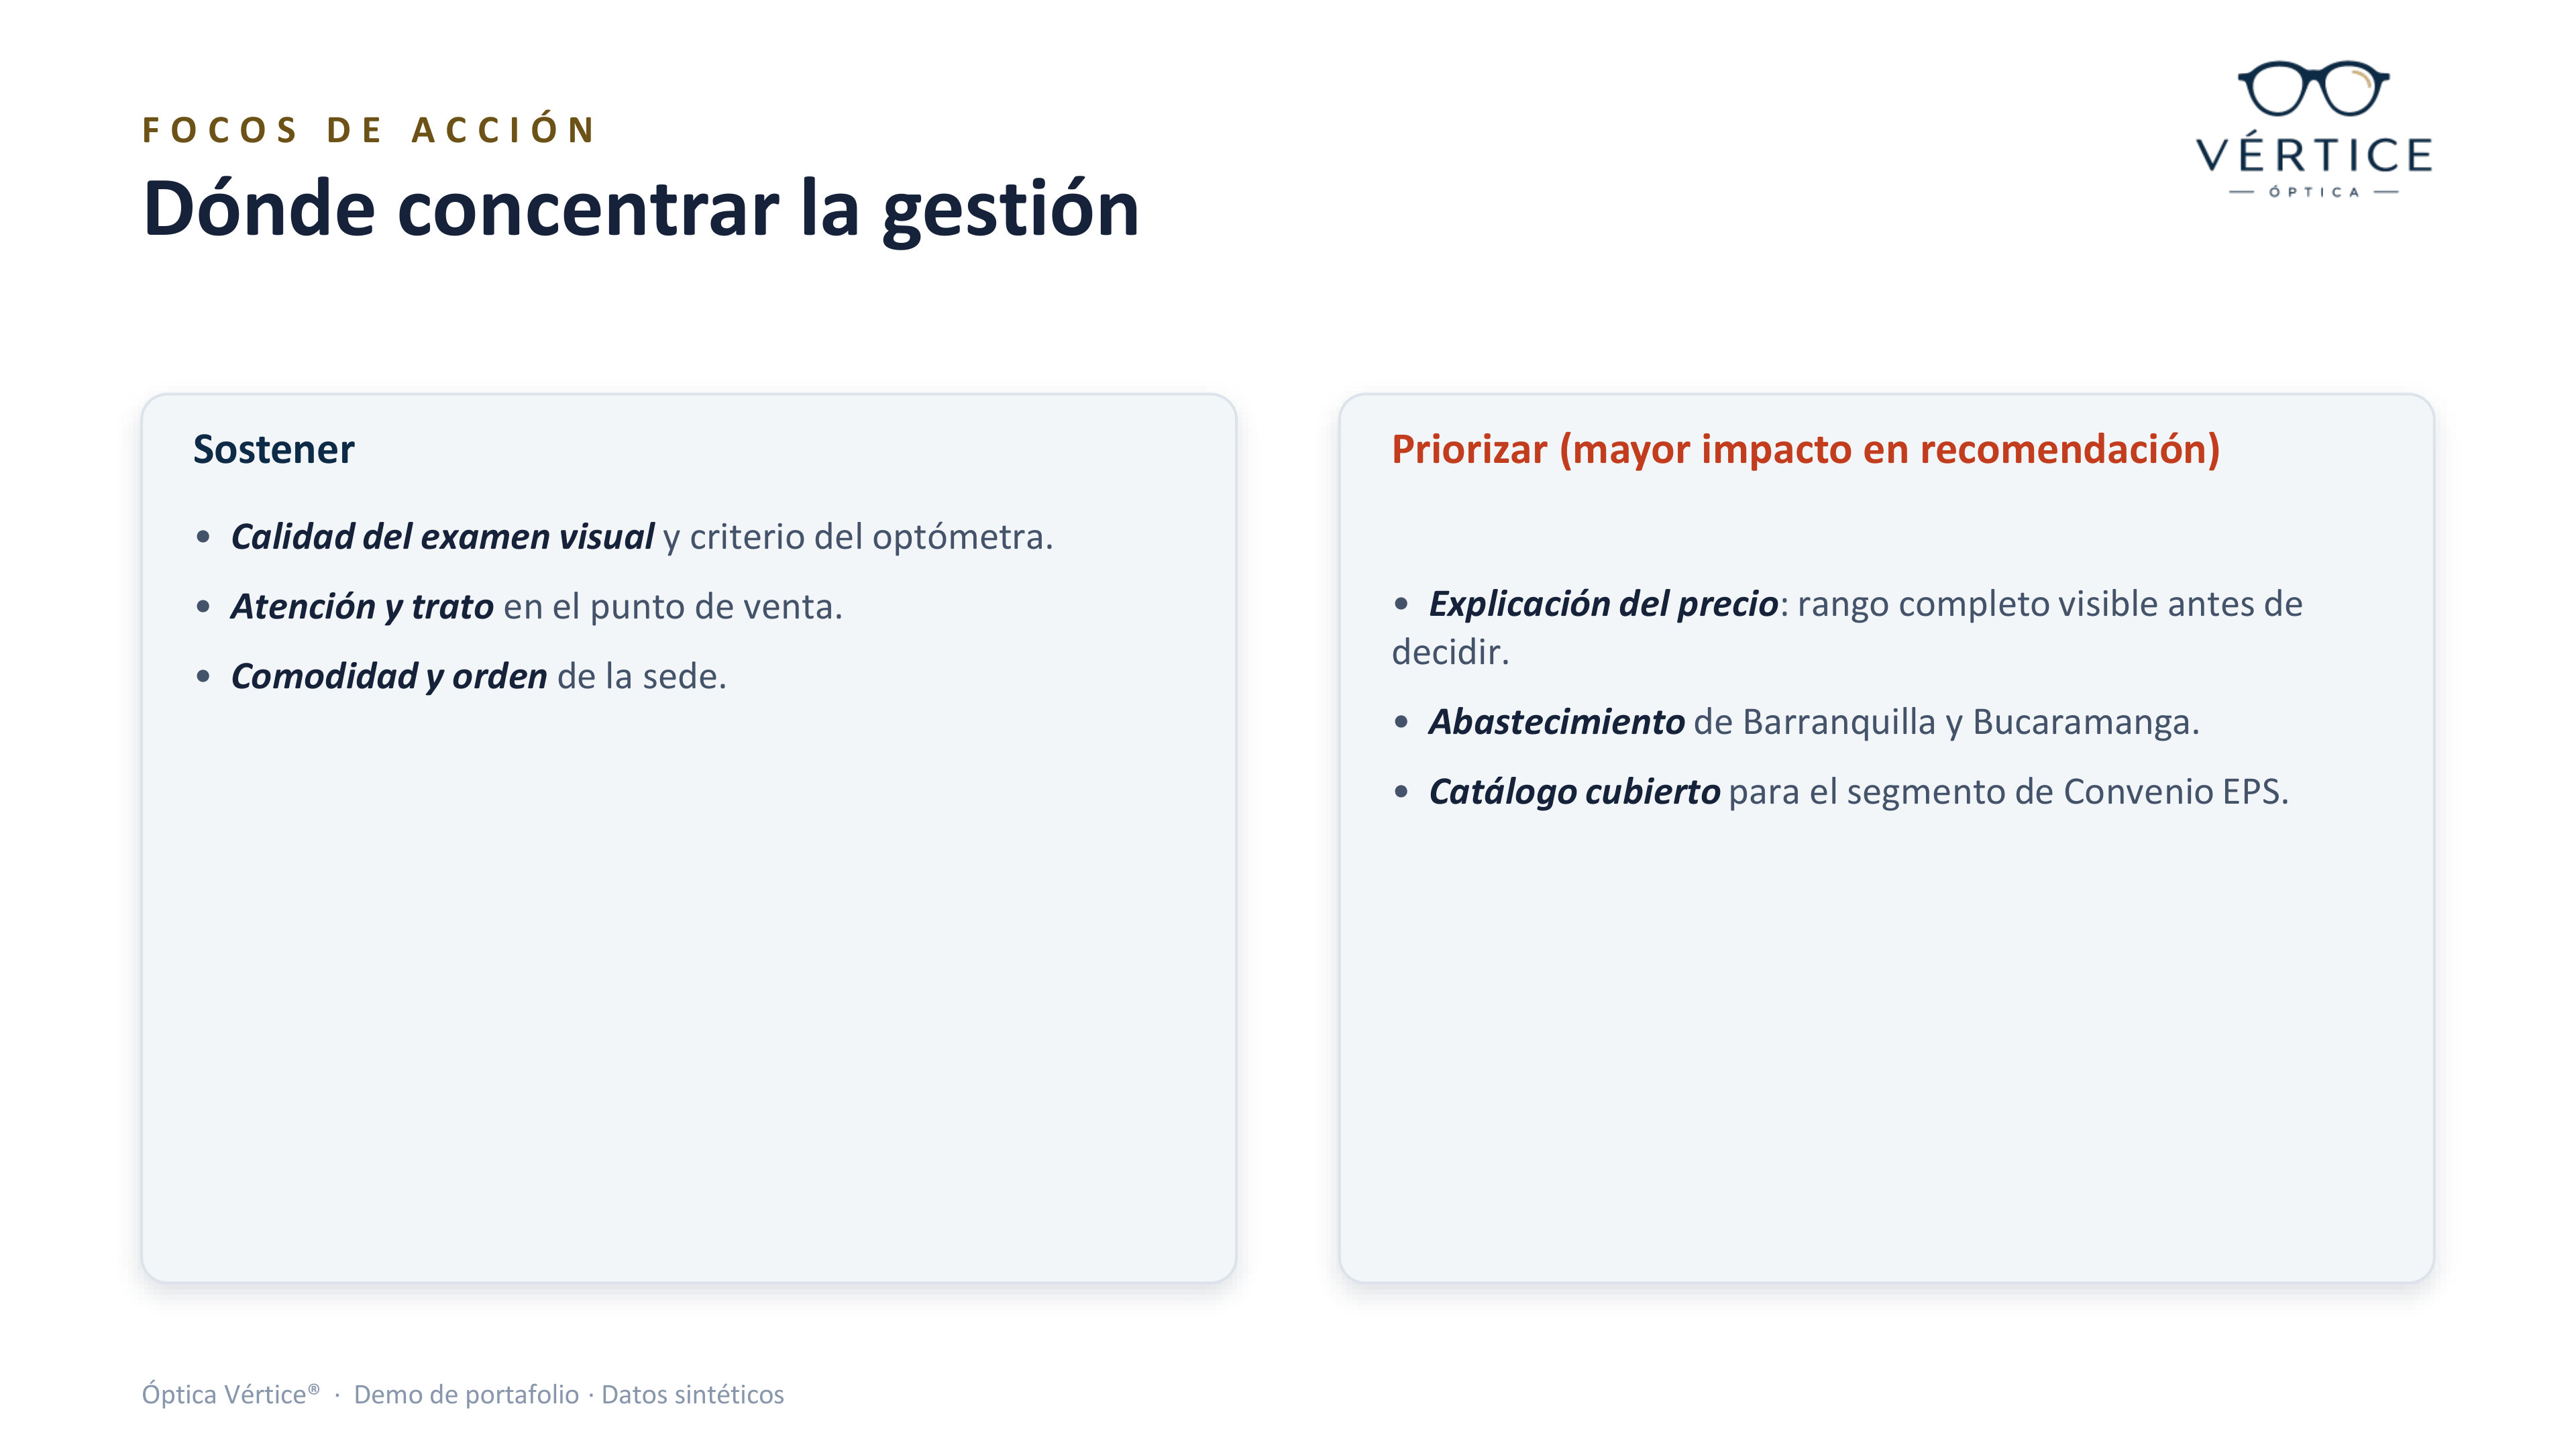 FOCOS DE ACCIÓN
Dónde concentrar la gestión
VÉRTICE
ÓPTICA
Sostener
• Calidad del examen visual y criterio del optómetra.
• Atención y trato en el punto de venta.
• Comodidad y orden de la sede.
Priorizar (mayor impacto en recomendación)
• Explicación del precio: rango completo visible antes de
decidir.
• Abastecimiento de Barranquilla y Bucaramanga.
• Catálogo cubierto para el segmento de Convenio EPS.
Óptica Vértice® · Demo de portafolio · Datos sintéticos